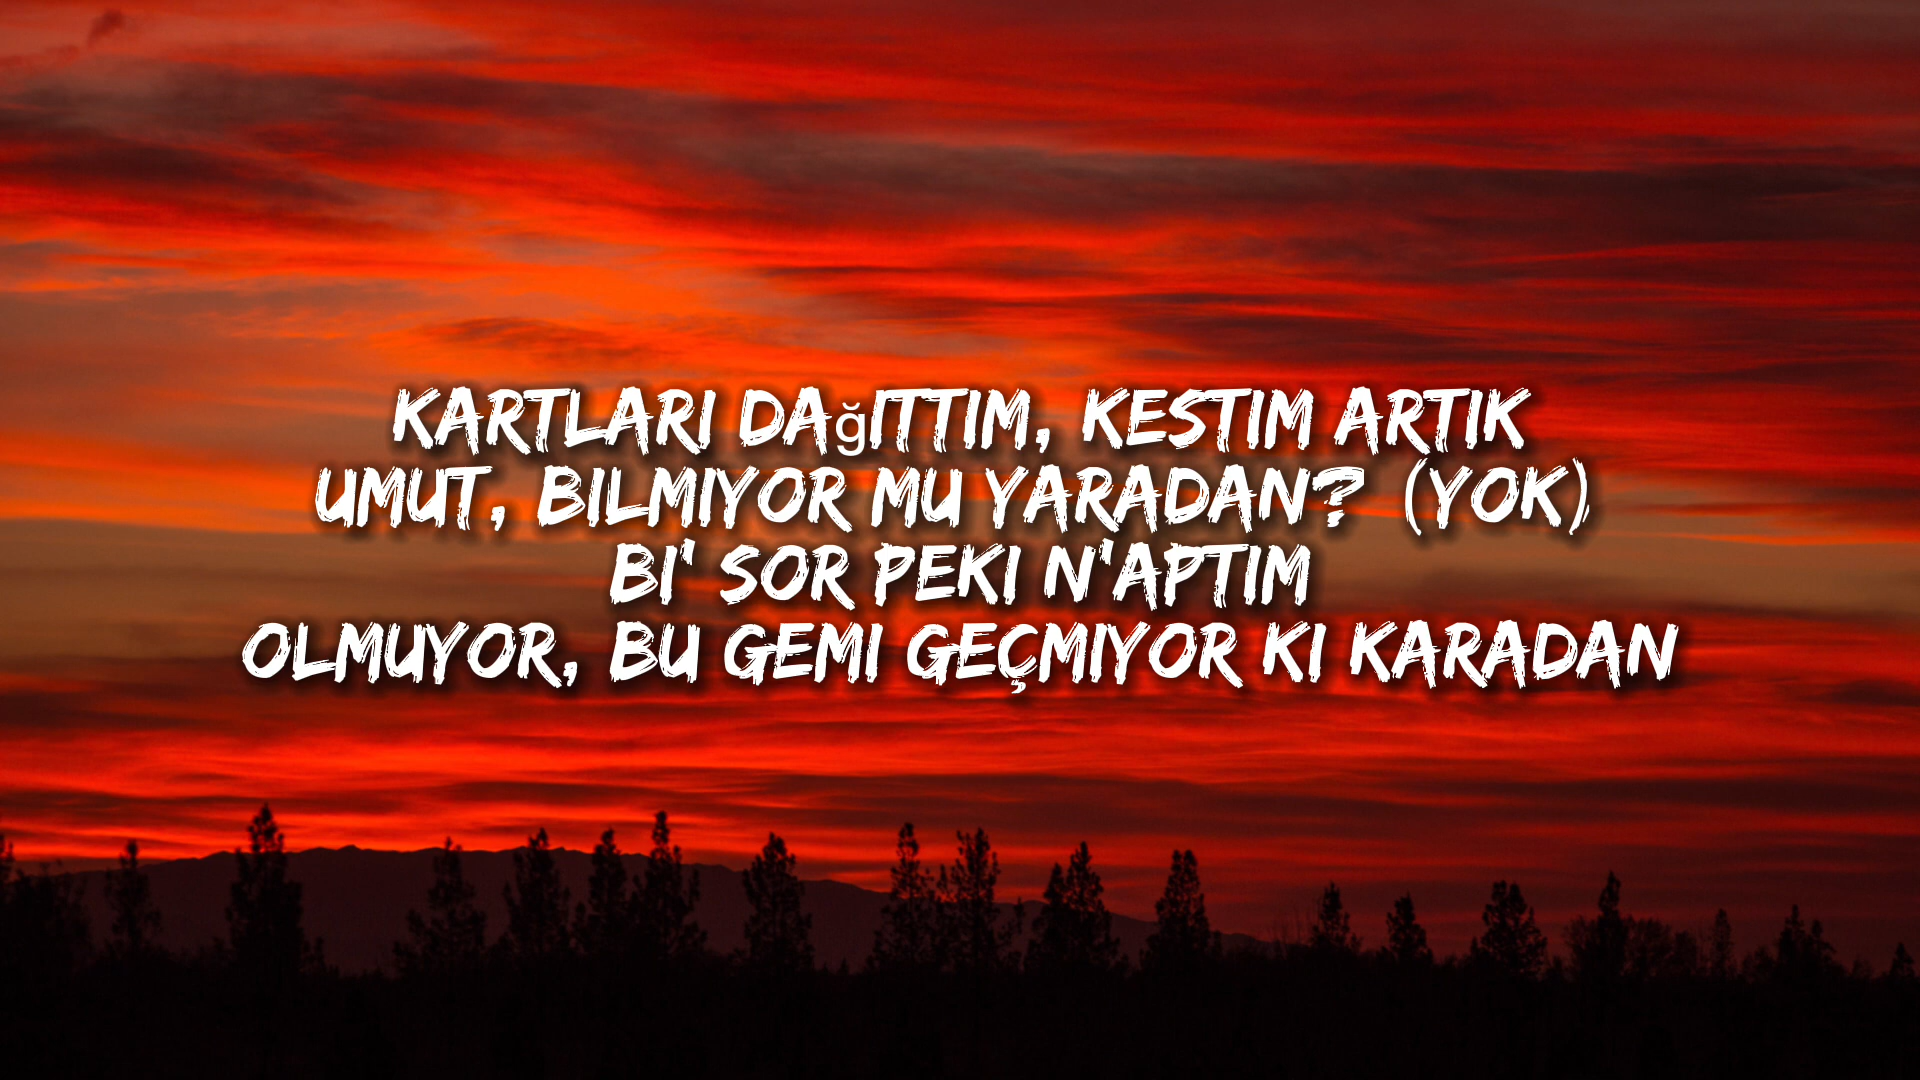 KARTLARI DAğITTIM, KESTIM ARTIK
UMUT, BILMIYOR MU YARADAN? (YOK)
BI' SOR PEKI N'APTIM
OLMUYOR, BU GEMI GEÇMIYOR KI KARADAN